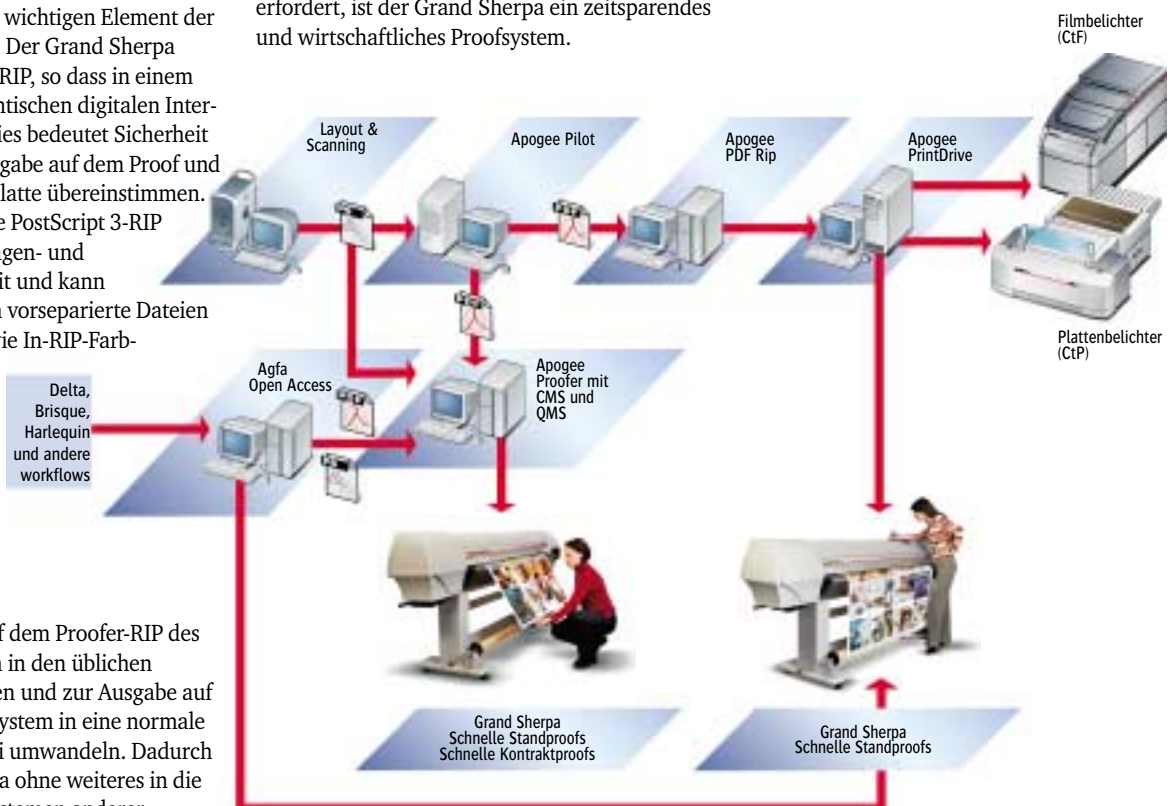 wichtigen Element der
Der Grand Sherpa
RIP, so dass in einem
ntischen digitalen Inter-
ies bedeutet Sicherheit
gabe auf dem Proof und
latte übereinstimmen.
e PostScript 3-RIP
gen- und
it und kann
n vorseparierte Dateien
ie In-RIP-Farb-
erfordert, ist der Grand Sherpa ein zeitsparendes
und wirtschaftliches Proofsystem.
Filmbelichter
(CtF)
Layout &
Scanning
Apogee Pilot
Apogee
PDF Rip
Apogee
PrintDrive
Plattenbelichter
(CtP)
Delta,
Brisque,
Harlequin
und andere
workflows
Agfa
Open Access
Apogee
Proofer mit
CMS und
QMS
f dem Proofer-RIP des
n in den üblichen
en und zur Ausgabe auf
ystem in eine normale
i umwandeln. Dadurch
a ohne weiteres in die
Grand Sherpa
Schnelle Standproofs
Schnelle Kontraktproofs
Grand Sherpa
Schnelle Standproofs